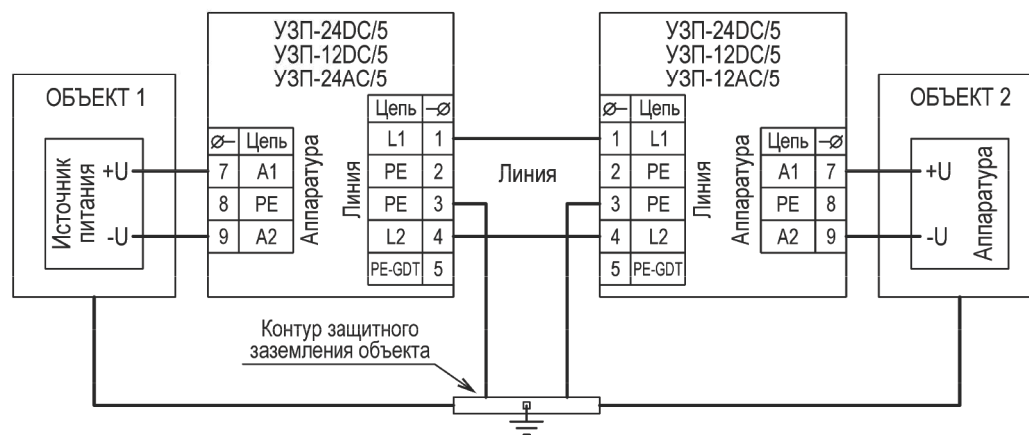 УЗП-24DC/5
УЗП-12DC/5
УЗП-24AC/5
УЗП-24DC/5
УЗП-12DC/5
УЗП-12AC/5
ОБЪЕКТ 1
ОБЪЕКТ 2
Источник
питания
+U
-U
Ø Цепь
7 A1
8 PE
9 A2
Аппаратура
Линия
Цепь Ø
L1 1
PE 2
PE 3
L2 4
PE-GDT 5
Линия
Ø Цепь
1 L1
2 PE
3 PE
4 L2
5 PE-GDT
Линия
Аппаратура
Цепь Ø
A1 7
PE 8
A2 9
+U
-U
Аппаратура
Контур защитного
заземления объекта